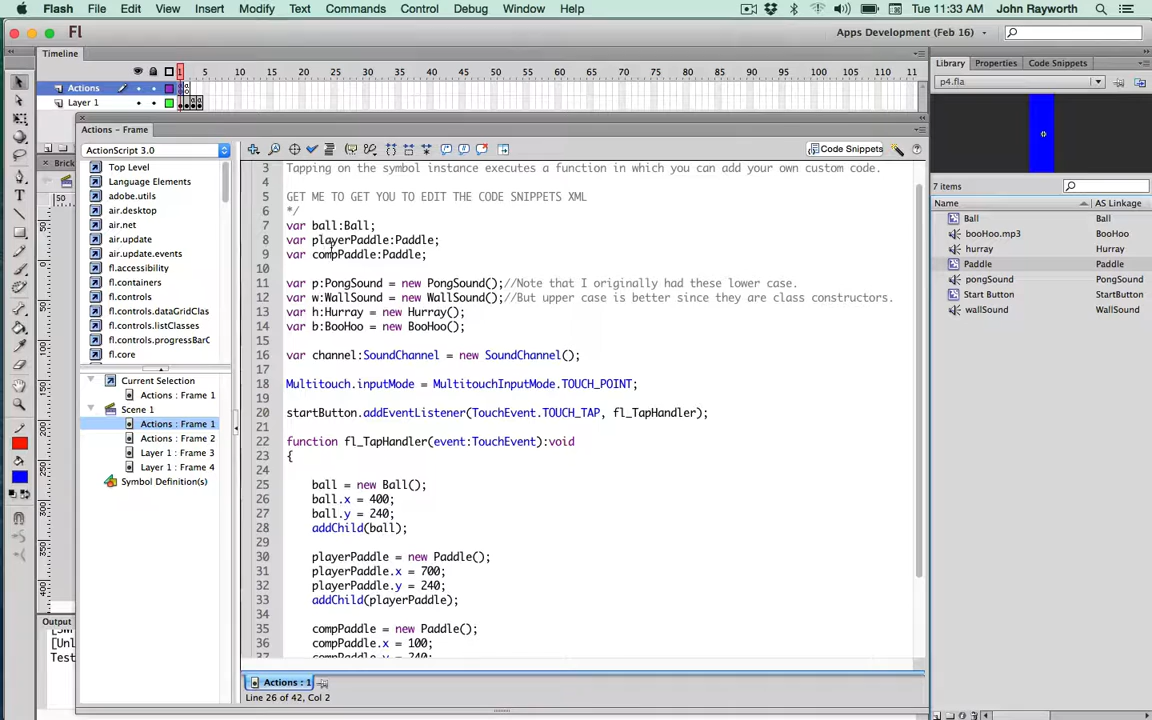 Flash File Edit View Insert Modify Text Commands Control Debug Window Help Tue 11:33 AM John Rayworth
Fl Apps Development (Feb 16)
Timeline
1 5 10 15 20 25 30 35 40 45 50 55 60 65 70 75 80 85 90 95 100 105 11
Actions
Layer 1
Library Properties Code Snippets
p4.fla
7 items
Name AS Linkage
Ball Ball
booHoo.mp3 BooHoo
hurray Hurray
Paddle Paddle
pongSound PongSound
Start Button StartButton
wallSound WallSound
Actions – Frame
ActionScript 3.0
Code Snippets
Top Level
Language Elements
adobe.utils
air.desktop
air.net
air.update
air.update.events
fl.accessibility
fl.containers
fl.controls
fl.controls.dataGridClas
fl.controls.listClasses
fl.controls.progressBarC
fl.core
Current Selection
Actions : Frame 1
Scene 1
Actions : Frame 1
Actions : Frame 2
Layer 1 : Frame 3
Layer 1 : Frame 4
Symbol Definition(s)
3 Tapping on the symbol instance executes a function in which you can add your own custom code.
4
5 GET ME TO GET YOU TO EDIT THE CODE SNIPPETS XML
6 */
7 var ball:Ball;
8 var playerPaddle:Paddle;
9 var compPaddle:Paddle;
10
11 var p:PongSound = new PongSound();//Note that I originally had these lower case.
12 var w:WallSound = new WallSound();//But upper case is better since they are class constructors.
13 var h:Hurray = new Hurray();
14 var b:BooHoo = new BooHoo();
15
16 var channel:SoundChannel = new SoundChannel();
17
18 Multitouch.inputMode = MultitouchInputMode.TOUCH_POINT;
19
20 startButton.addEventListener(TouchEvent.TOUCH_TAP, fl_TapHandler);
21
22 function fl_TapHandler(event:TouchEvent):void
23 {
24
25 ball = new Ball();
26 ball.x = 400;
27 ball.y = 240;
28 addChild(ball);
29
30 playerPaddle = new Paddle();
31 playerPaddle.x = 700;
32 playerPaddle.y = 240;
33 addChild(playerPaddle);
34
35 compPaddle = new Paddle();
36 compPaddle.x = 100;
37 compPaddle.y = 240;
Actions : 1
Line 26 of 42, Col 2
Brick
50
Output
[Unl
Test